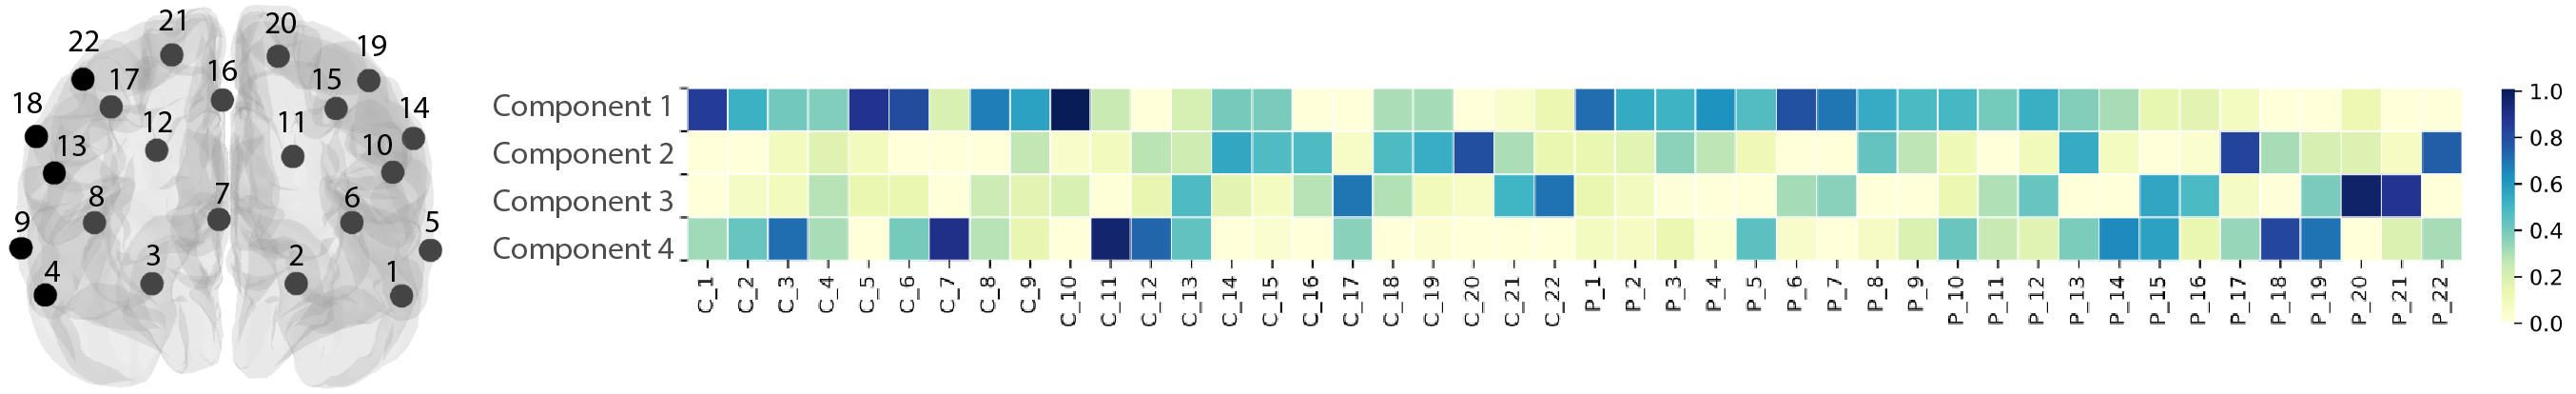 21 20
22 19
17 16 15
18 14
12 11
13 10
8 7 6
9 5
4 3 2 1
Component 1
Component 2
Component 3
Component 4
C_1 C_2 C_3 C_4 C_5 C_6 C_7 C_8 C_9 C_10 C_11 C_12 C_13 C_14 C_15 C_16 C_17 C_18 C_19 C_20 C_21 C_22 P_1 P_2 P_3 P_4 P_5 P_6 P_7 P_8 P_9 P_10 P_11 P_12 P_13 P_14 P_15 P_16 P_17 P_18 P_19 P_20 P_21 P_22
1.0
0.8
0.6
0.4
0.2
0.0